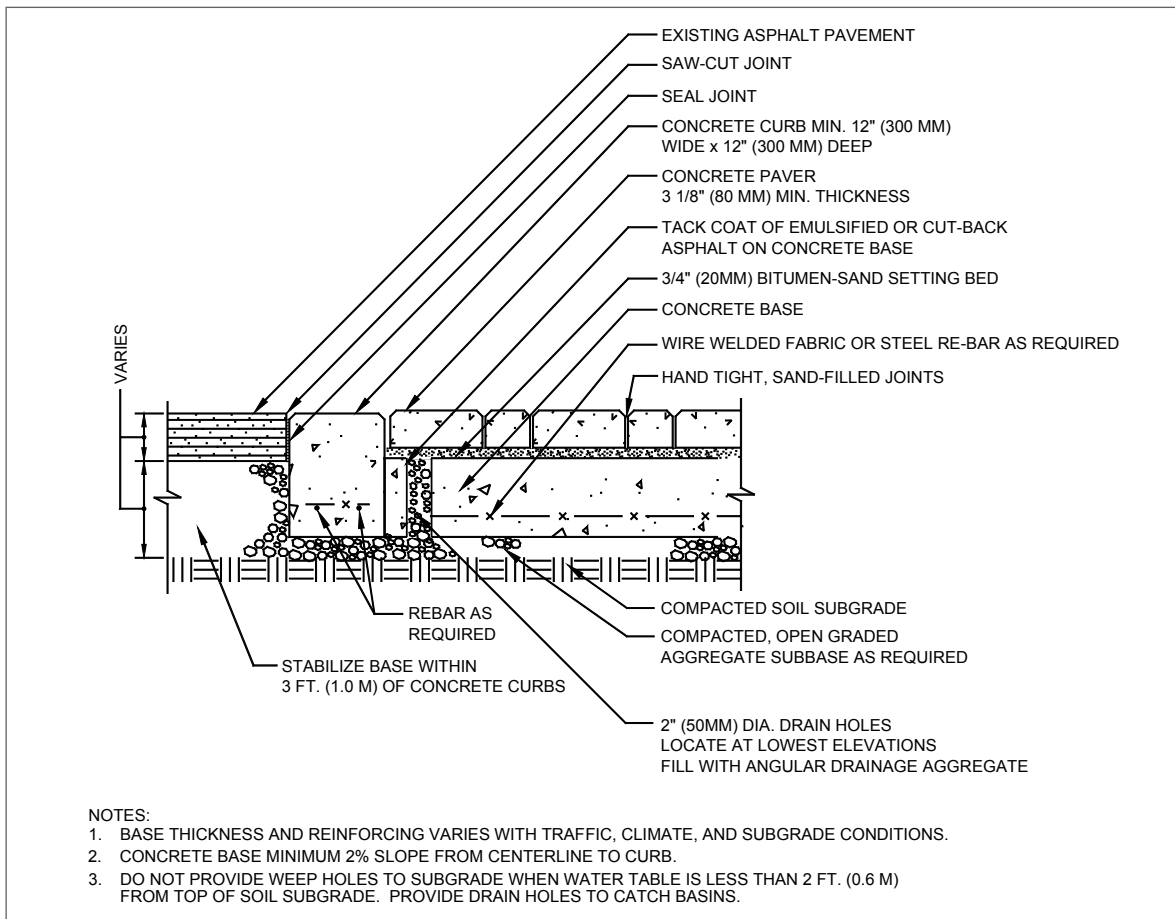 EXISTING ASPHALT PAVEMENT
SAW-CUT JOINT
SEAL JOINT
CONCRETE CURB MIN. 12" (300 MM)
WIDE x 12" (300 MM) DEEP
CONCRETE PAVER
3 1/8" (80 MM) MIN. THICKNESS
TACK COAT OF EMULSIFIED OR CUT-BACK
ASPHALT ON CONCRETE BASE
3/4" (20MM) BITUMEN-SAND SETTING BED
CONCRETE BASE
WIRE WELDED FABRIC OR STEEL RE-BAR AS REQUIRED
HAND TIGHT, SAND-FILLED JOINTS
VARIES
COMPACTED SOIL SUBGRADE
COMPACTED, OPEN GRADED
AGGREGATE SUBBASE AS REQUIRED
REBAR AS
REQUIRED
STABILIZE BASE WITHIN
3 FT. (1.0 M) OF CONCRETE CURBS
2" (50MM) DIA. DRAIN HOLES
LOCATE AT LOWEST ELEVATIONS
FILL WITH ANGULAR DRAINAGE AGGREGATE
NOTES:
1. BASE THICKNESS AND REINFORCING VARIES WITH TRAFFIC, CLIMATE, AND SUBGRADE CONDITIONS.
2. CONCRETE BASE MINIMUM 2% SLOPE FROM CENTERLINE TO CURB.
3. DO NOT PROVIDE WEEP HOLES TO SUBGRADE WHEN WATER TABLE IS LESS THAN 2 FT. (0.6 M)
FROM TOP OF SOIL SUBGRADE. PROVIDE DRAIN HOLES TO CATCH BASINS.